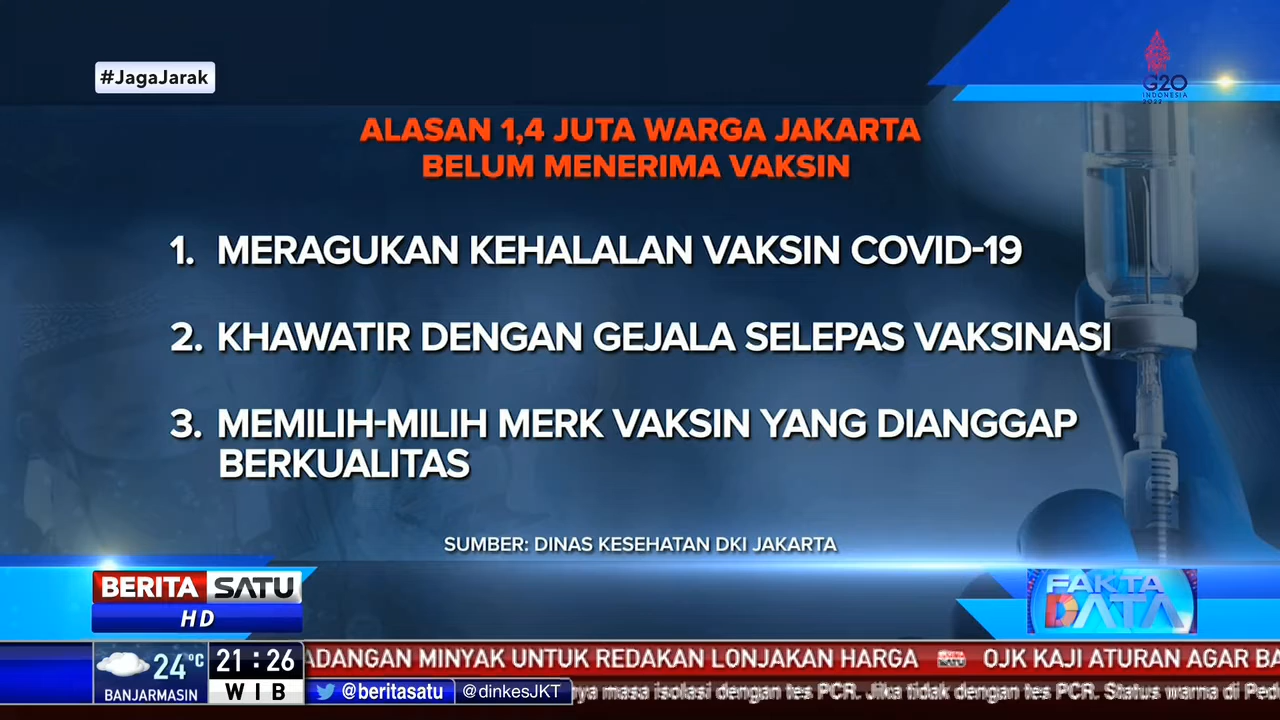 #JagaJarak
G20
INDONESIA
2022
ALASAN 1,4 JUTA WARGA JAKARTA
BELUM MENERIMA VAKSIN
1. MERAGUKAN KEHALALAN VAKSIN COVID-19
2. KHAWATIR DENGAN GEJALA SELEPAS VAKSINASI
3. MEMILIH-MILIH MERK VAKSIN YANG DIANGGAP
BERKUALITAS
SUMBER: DINAS KESEHATAN DKI JAKARTA
BERITA SATU
HD
FAKTA
DATA
24°C
BANJARMASIN
21:26
WIB
ADANGAN MINYAK UNTUK REDAKAN LONJAKAN HARGA OJK KAJI ATURAN AGAR BA
@beritasatu @dinkesJKT nya masa isolasi dengan tes PCR. Jika tidak dengan tes PCR. Status warna di Ped